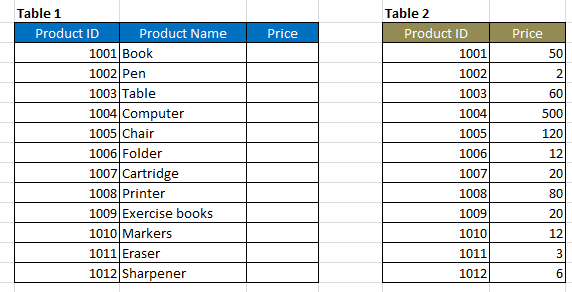 Table 1 Table 2
Product ID Product Name Price Product ID Price
1001 Book 1001 50
1002 Pen 1002 2
1003 Table 1003 60
1004 Computer 1004 500
1005 Chair 1005 120
1006 Folder 1006 12
1007 Cartridge 1007 20
1008 Printer 1008 80
1009 Exercise books 1009 20
1010 Markers 1010 12
1011 Eraser 1011 3
1012 Sharpener 1012 6